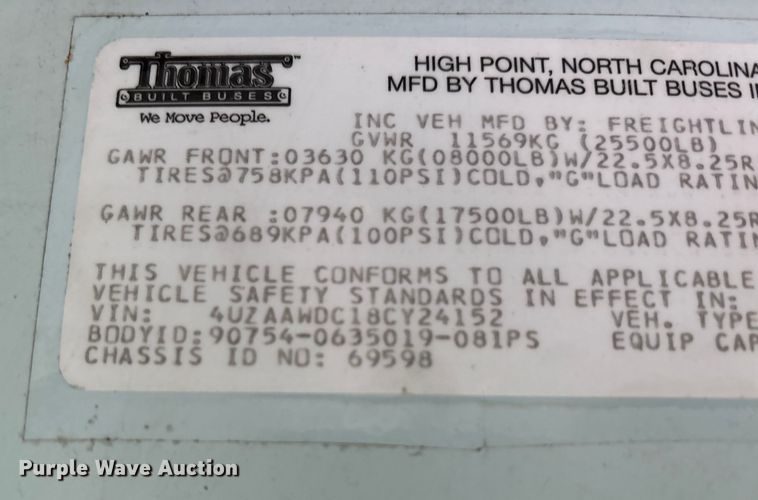 Thomas™
BUILT BUSES
We Move People.
HIGH POINT, NORTH CAROLINA
MFD BY THOMAS BUILT BUSES
INC VEH MFD BY: FREIGHTLIN
GVWR 11569KG (25500LB)
GAWR FRONT:03630 KG(08000LB)W/22.5X8.25R
TIRES@758KPA(110PSI)COLD,"G"LOAD RATIN
GAWR REAR :07940 KG(17500LB)W/22.5X8.25R
TIRES@689KPA(100PSI)COLD,"G"LOAD RATIN
THIS VEHICLE CONFORMS TO ALL APPLICABLE
VEHICLE SAFETY STANDARDS IN EFFECT IN:
VIN: 4UZAAWDC18CY24152 VEH. TYPE
BODYID:90754-0635019-081PS EQUIP CAP
CHASSIS ID NO: 69598
Purple Wave Auction